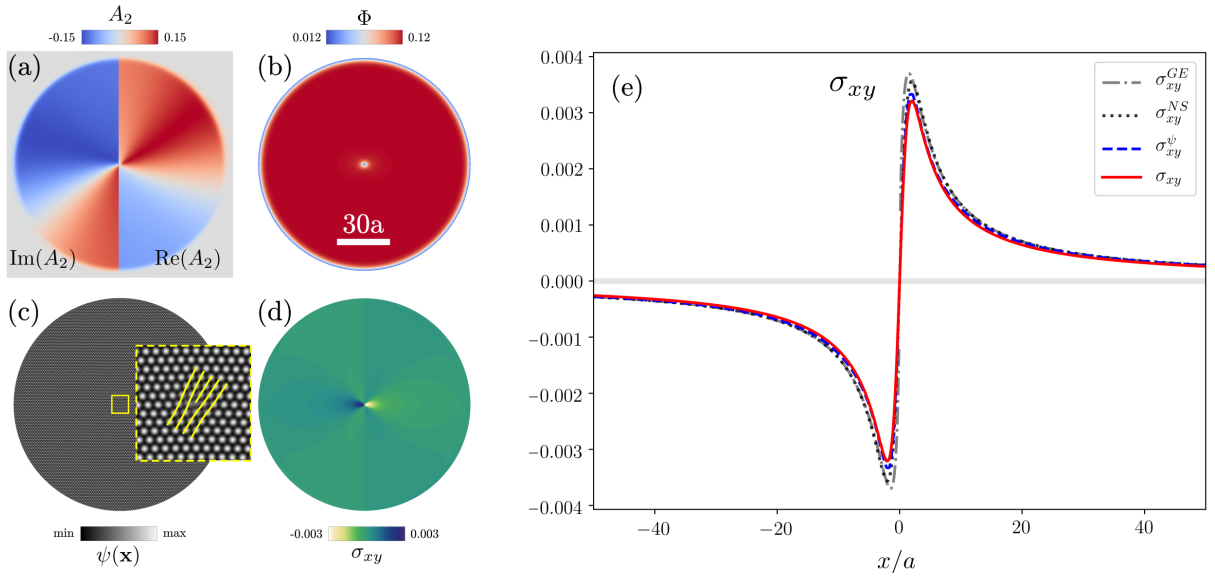 A₂
-0.15 0.15
(a)
Im(A₂) Re(A₂)
Φ
0.012 0.12
(b)
30a
(c)
min max
ψ(x)
(d)
-0.003 0.003
σxy
(e)
σxy
σxy^GE
σxy^NS
σxy^ψ
σxy
0.004
0.003
0.002
0.001
0.000
−0.001
−0.002
−0.003
−0.004
−40 −20 0 20 40
x/a